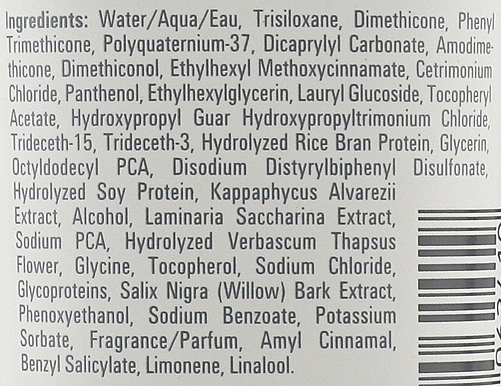 Ingredients: Water/Aqua/Eau, Trisiloxane, Dimethicone, Phenyl
Trimethicone, Polyquaternium-37, Dicaprylyl Carbonate, Amodime-
thicone, Dimethiconol, Ethylhexyl Methoxycinnamate, Cetrimonium
Chloride, Panthenol, Ethylhexylglycerin, Lauryl Glucoside, Tocopheryl
Acetate, Hydroxypropyl Guar Hydroxypropyltrimonium Chloride,
Trideceth-15, Trideceth-3, Hydrolyzed Rice Bran Protein, Glycerin,
Octyldodecyl PCA, Disodium Distyrylbiphenyl Disulfonate,
Hydrolyzed Soy Protein, Kappaphycus Alvarezii
Extract, Alcohol, Laminaria Saccharina Extract,
Sodium PCA, Hydrolyzed Verbascum Thapsus
Flower, Glycine, Tocopherol, Sodium Chloride,
Glycoproteins, Salix Nigra (Willow) Bark Extract,
Phenoxyethanol, Sodium Benzoate, Potassium
Sorbate, Fragrance/Parfum, Amyl Cinnamal,
Benzyl Salicylate, Limonene, Linalool.